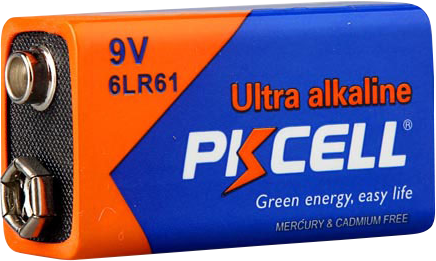 9V
6LR61
Ultra alkaline
PKCELL®
Green energy, easy life
MERCURY & CADMIUM FREE